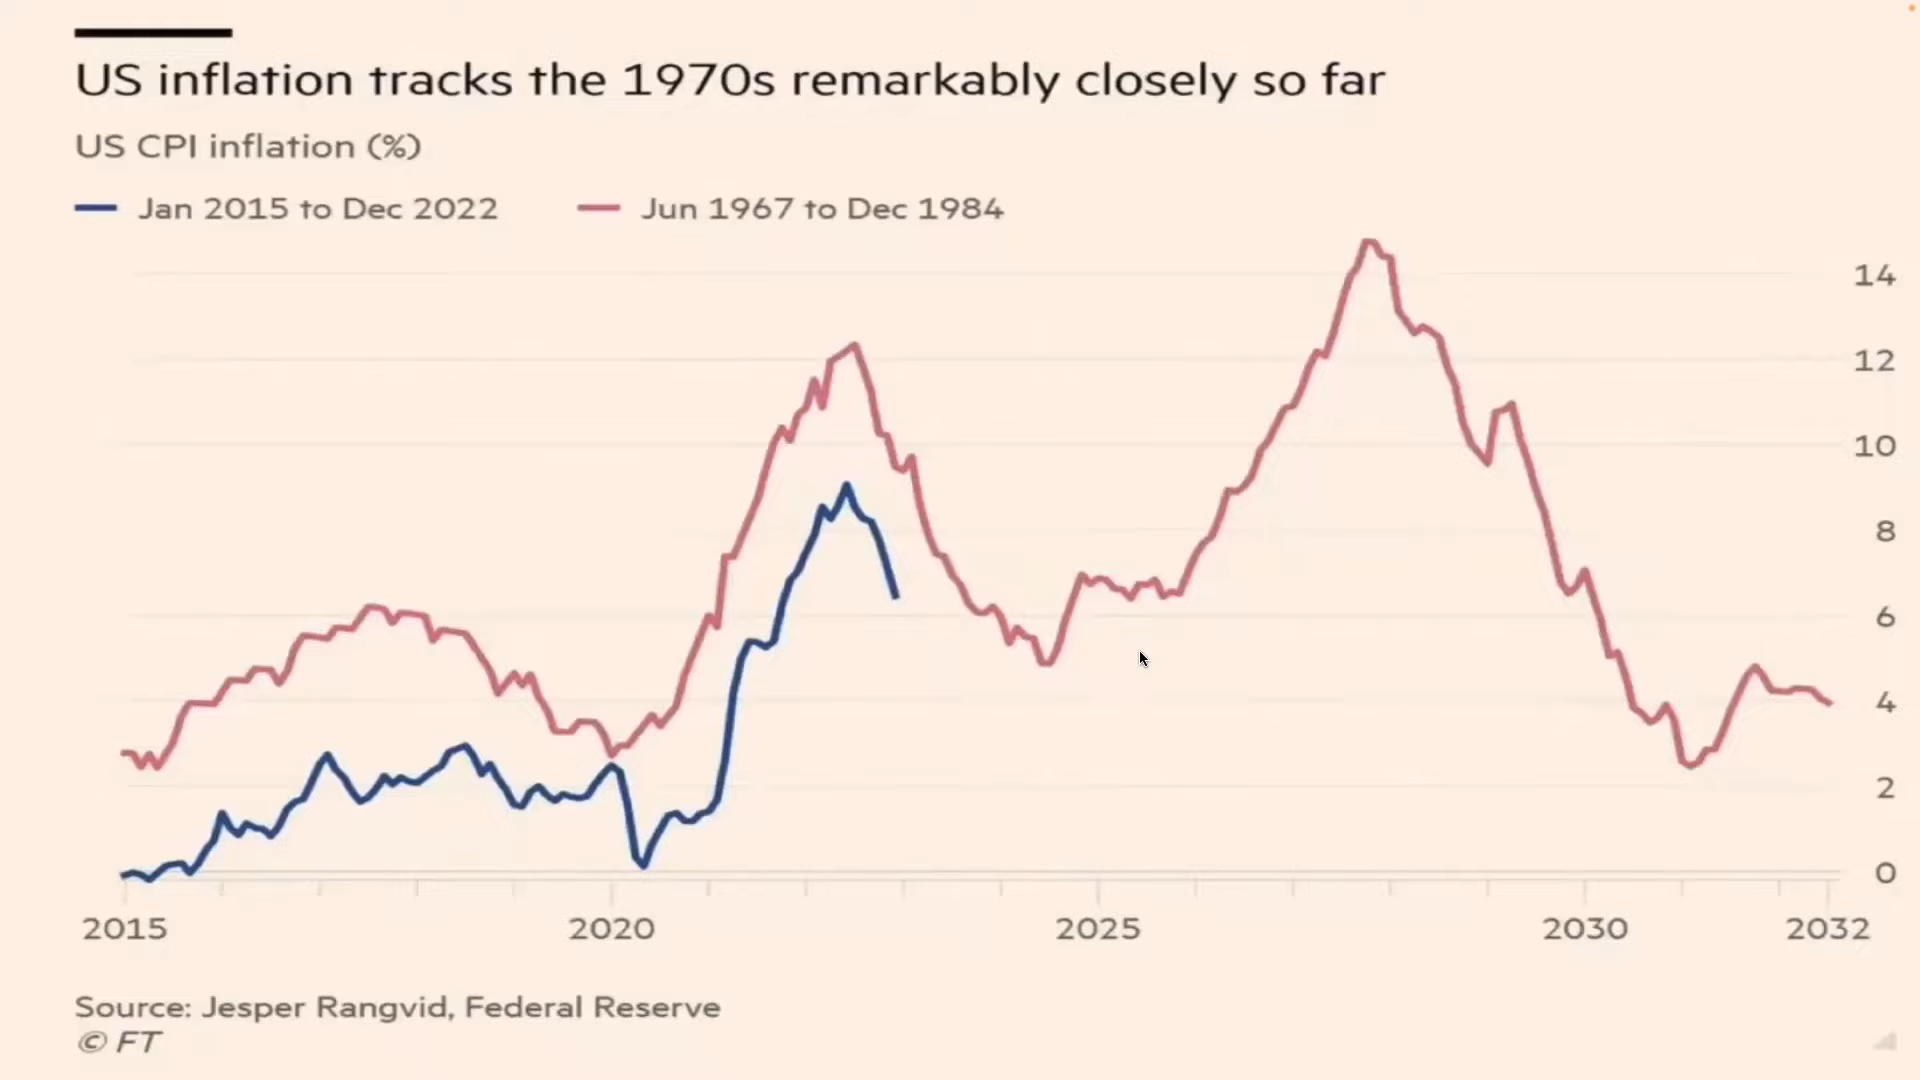 US inflation tracks the 1970s remarkably closely so far
US CPI inflation (%)
Jan 2015 to Dec 2022 Jun 1967 to Dec 1984
14
12
10
8
6
4
2
0
2015 2020 2025 2030 2032
Source: Jesper Rangvid, Federal Reserve
© FT